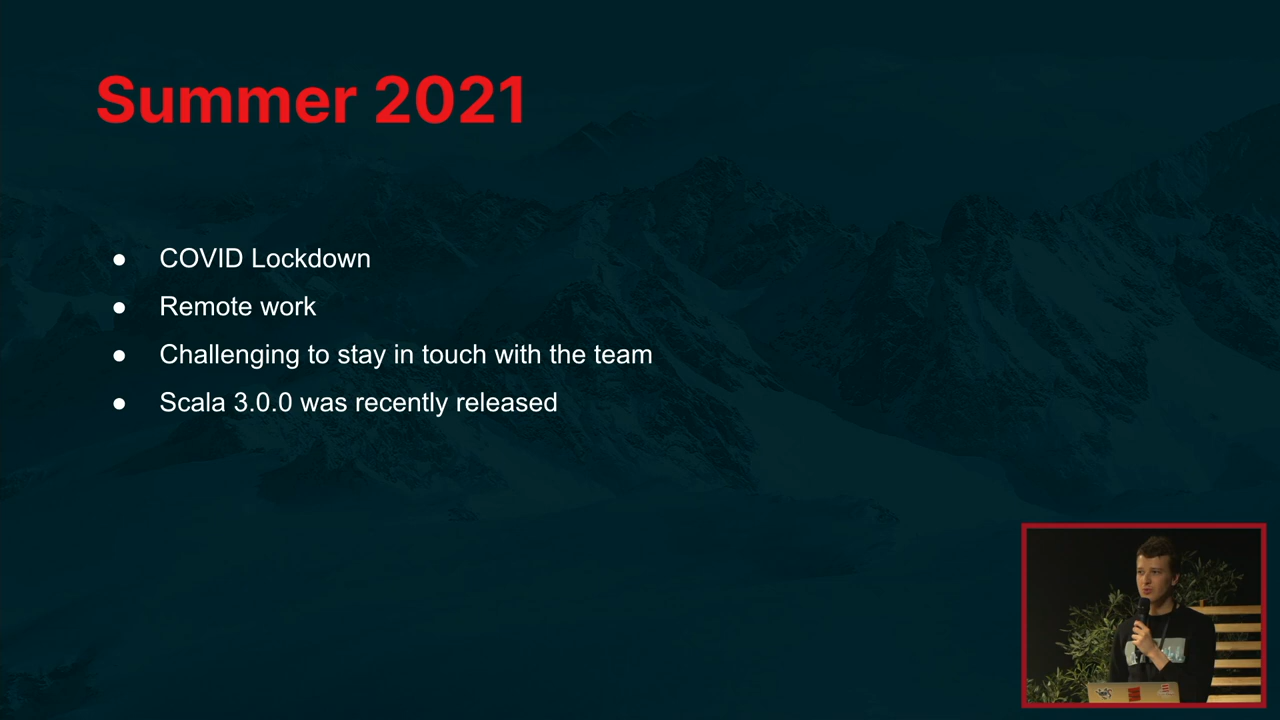 Summer 2021
● COVID Lockdown
● Remote work
● Challenging to stay in touch with the team
● Scala 3.0.0 was recently released